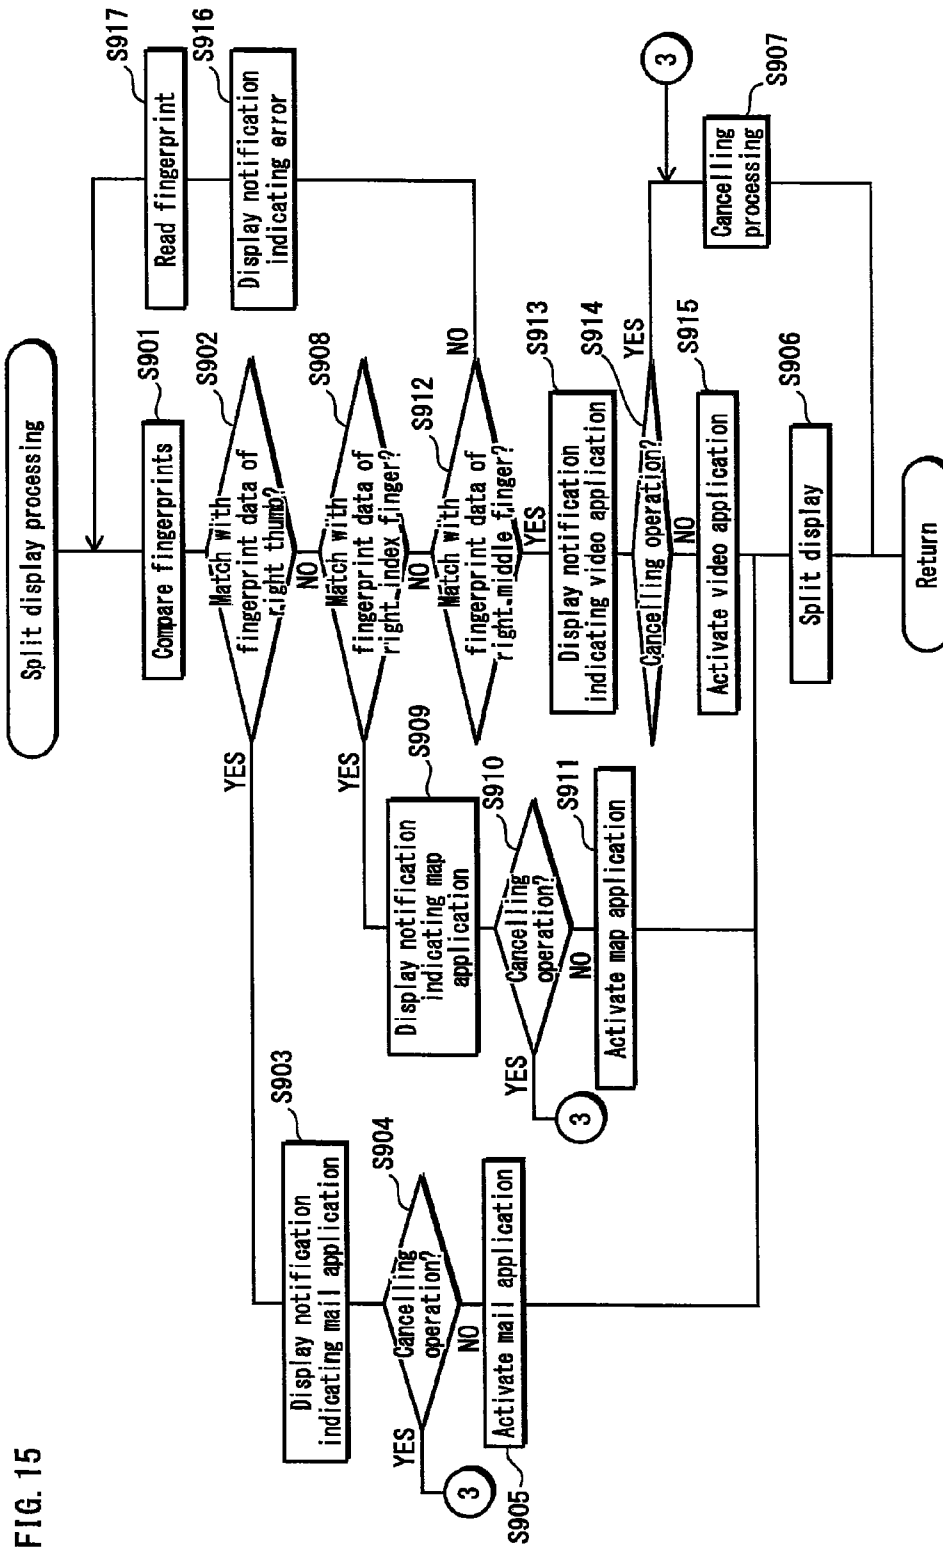 FIG. 15
Split display processing
Compare fingerprints
S901
Match with
fingerprint data of
right thumb?
S902
YES
NO
Display notification
indicating mail application
S903
Cancelling
operation?
S904
YES
3
NO
Activate mail application
S905
Match with
fingerprint data of
right index finger?
S908
YES
NO
Display notification
indicating map
application
S909
Cancelling
operation?
S910
YES
3
NO
Activate map application
S911
Match with
fingerprint data of
right middle finger?
S912
NO
YES
Display notification
indicating error
S916
Read fingerprint
S917
Display notification
indicating video application
S913
Cancelling operation?
S914
YES
NO
3
Cancelling
processing
S907
Activate video application
S915
Split display
S906
Return